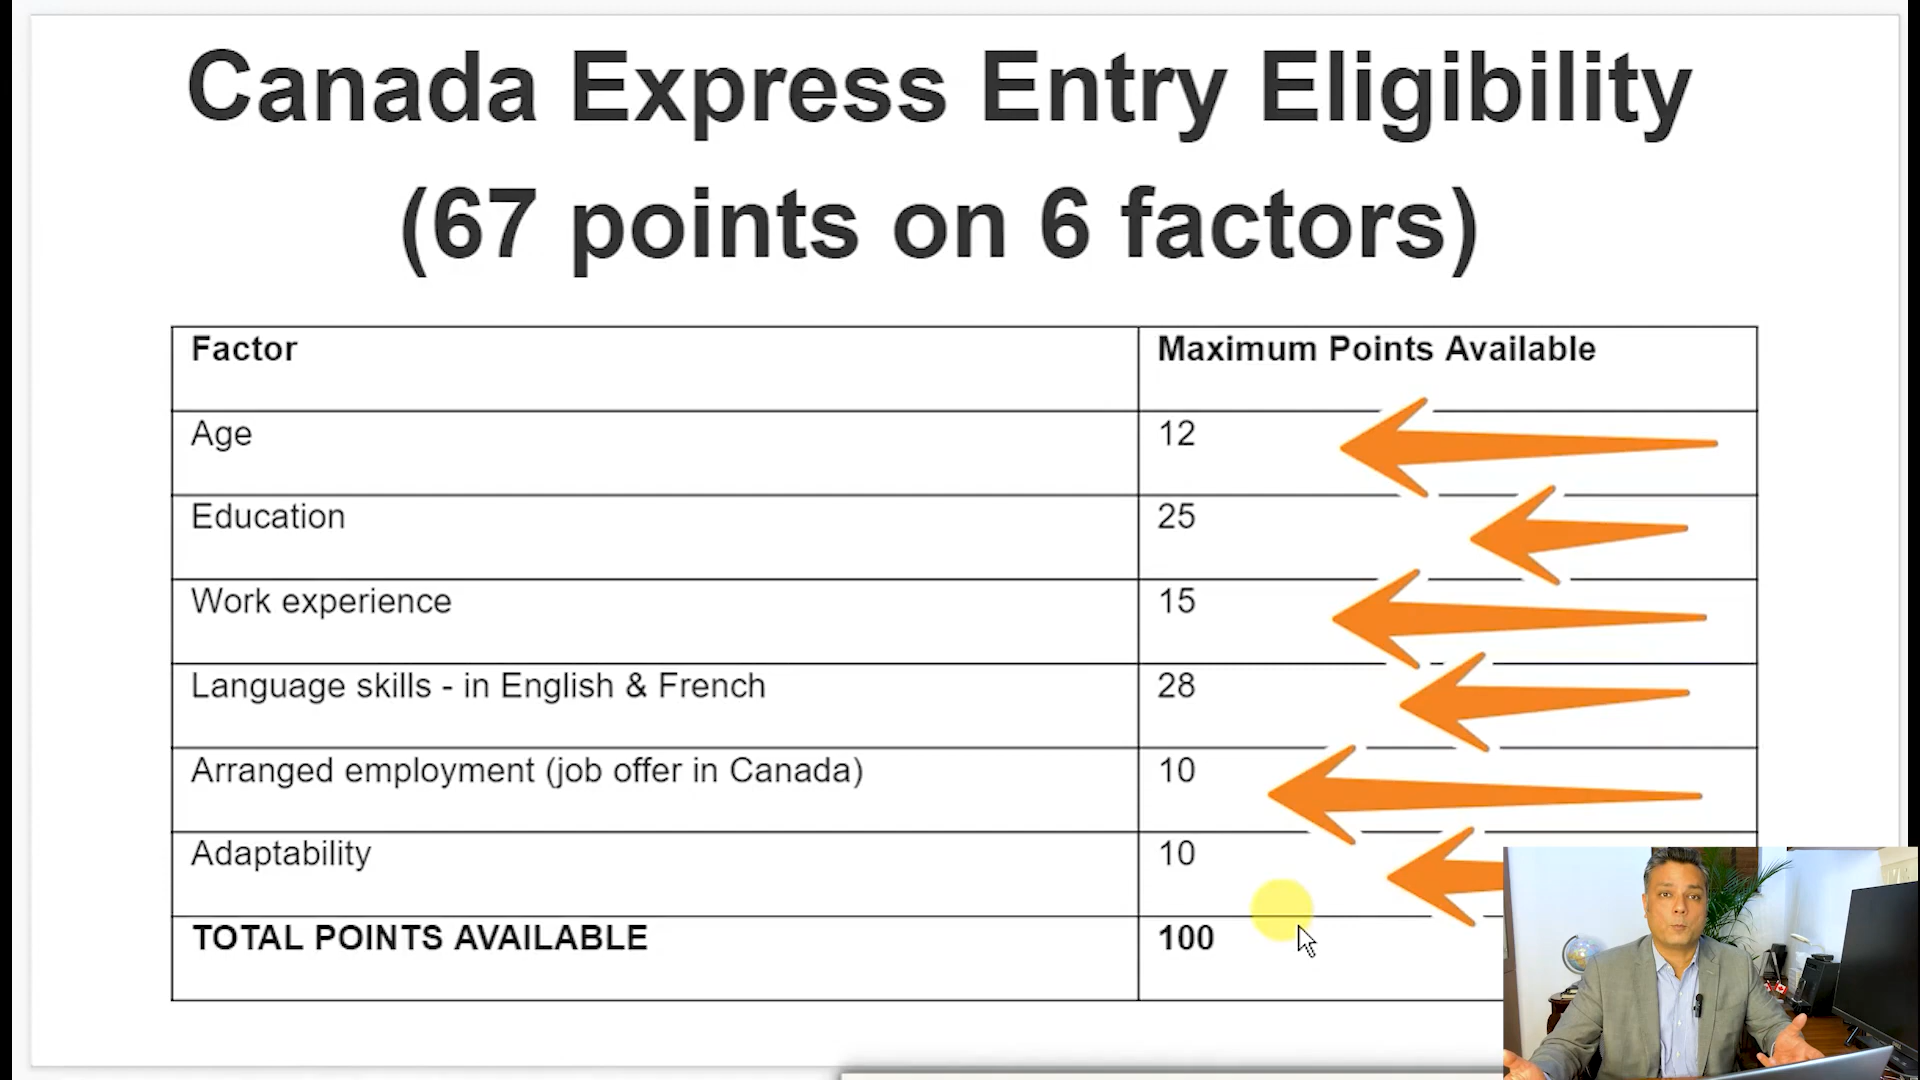 Canada Express Entry Eligibility
(67 points on 6 factors)
Factor Maximum Points Available
Age 12
Education 25
Work experience 15
Language skills - in English & French 28
Arranged employment (job offer in Canada) 10
Adaptability 10
TOTAL POINTS AVAILABLE 100